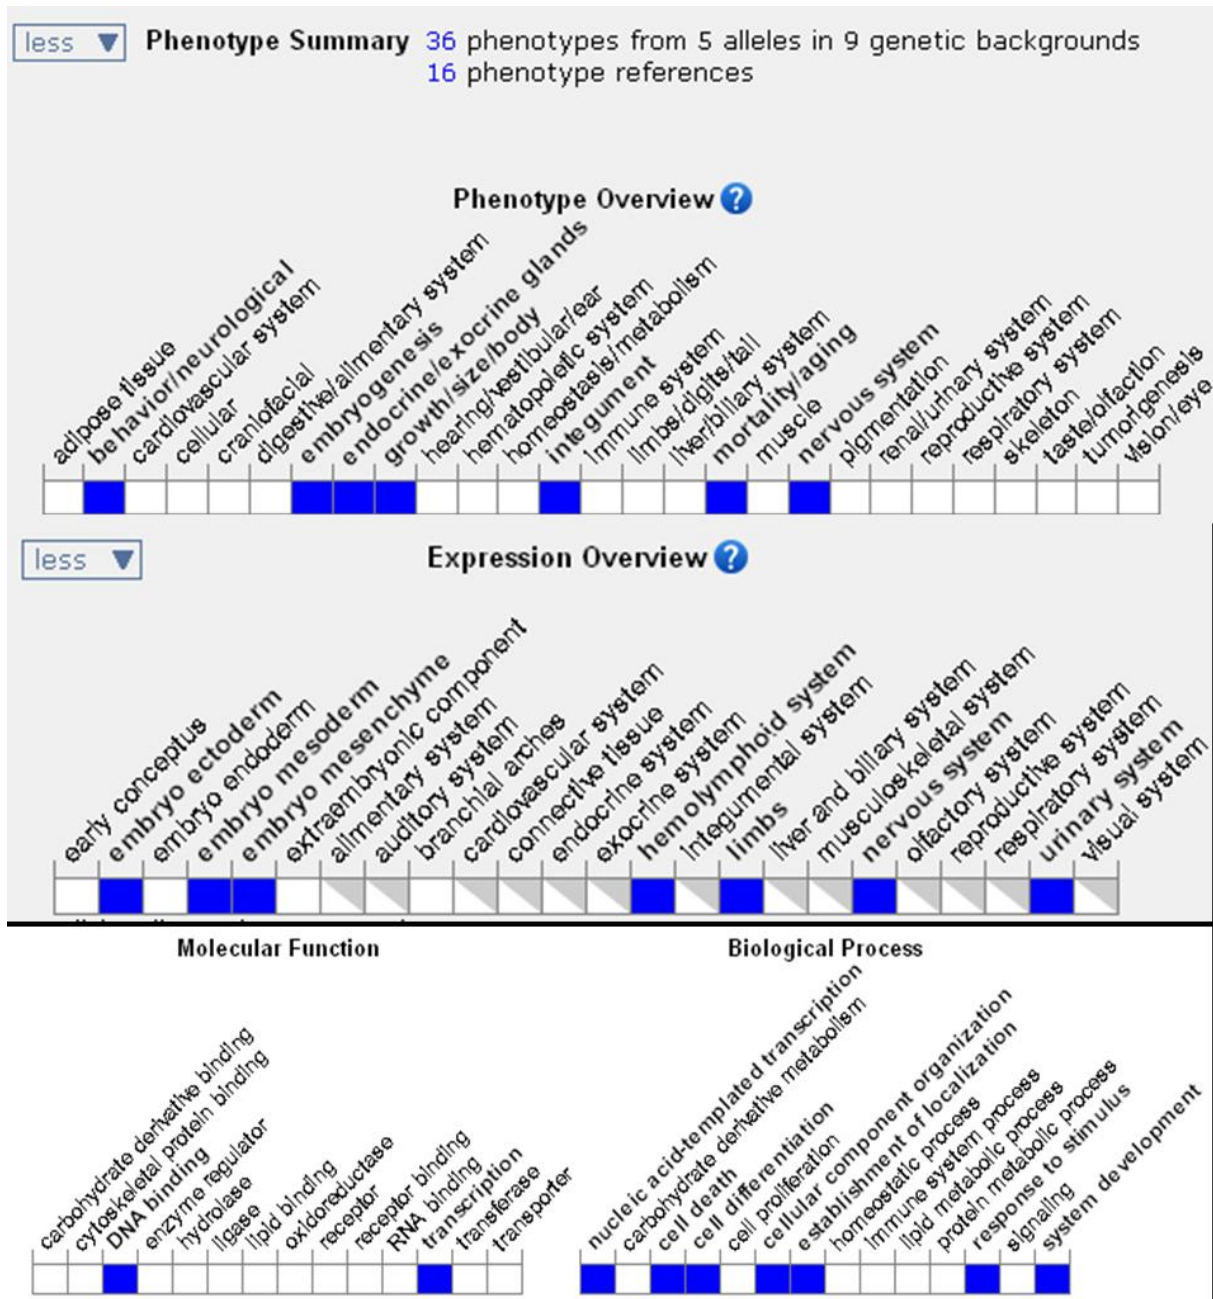 less ▼ Phenotype Summary 36 phenotypes from 5 alleles in 9 genetic backgrounds
16 phenotype references
Phenotype Overview ?
adipose tissue
behavior/neurological
cardiovascular system
cellular
craniofacial
digestive/alimentary system
embryogenesis
endocrine/exocrine glands
growth/size/body
hearing/vestibular/ear
hematopoietic system
homeostasis/metabolism
integument
immune system
limbs/digits/tail
liver/biliary system
mortality/aging
muscle
nervous system
pigmentation
renal/urinary system
reproductive system
respiratory system
skeleton
taste/olfaction
tumorigenesis
vision/eye
less ▼ Expression Overview ?
early conceptus
embryo ectoderm
embryo endoderm
embryo mesoderm
embryo mesenchyme
extraembryonic component
alimentary system
auditory system
branchial arches
cardiovascular system
connective tissue
endocrine system
exocrine system
hemolymphoid system
integumental system
limbs
liver and biliary system
musculoskeletal system
nervous system
olfactory system
reproductive system
respiratory system
urinary system
visual system
Molecular Function
carbohydrate derivative binding
cytoskeletal protein binding
DNA binding
enzyme regulator
hydrolase
ligase
lipid binding
oxidoreductase
receptor
receptor binding
RNA binding
transcription
transferase
transporter
Biological Process
nucleic acid-templated transcription
carbohydrate derivative metabolism
cell death
cell differentiation
cell proliferation
cellular component organization
establishment of localization
homeostatic process
immune system process
lipid metabolic process
protein metabolic process
response to stimulus
signaling
system development